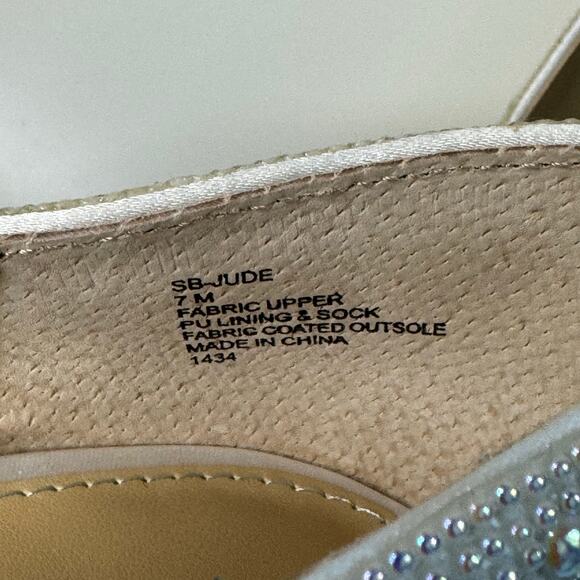 SB-JUDE
7 M
FABRIC UPPER
PU LINING & SOCK
FABRIC COATED OUTSOLE
MADE IN CHINA
1434